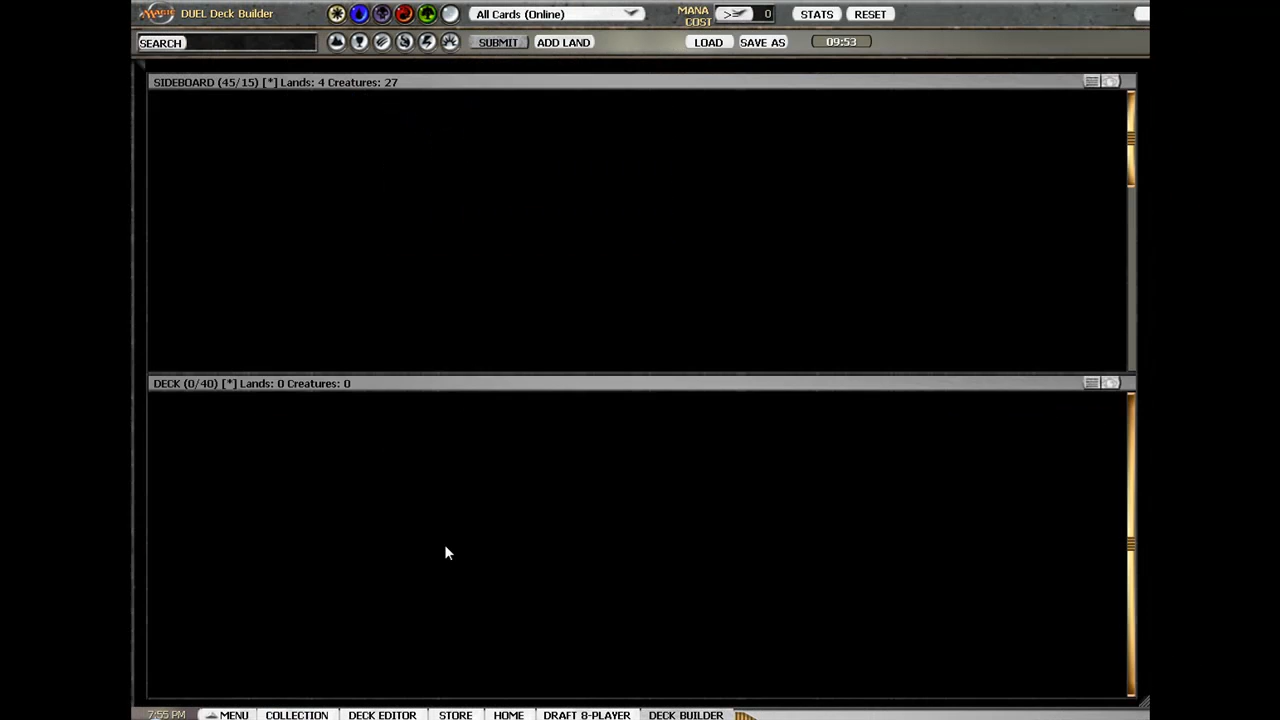 MAGIC DUEL Deck Builder All Cards (Online) MANA COST > 0 STATS RESET
SEARCH SUBMIT ADD LAND LOAD SAVE AS 09:53
SIDEBOARD (45/15) [*] Lands: 4 Creatures: 27
DECK (0/40) [*] Lands: 0 Creatures: 0
7:55 PM MENU COLLECTION DECK EDITOR STORE HOME DRAFT 8-PLAYER DECK BUILDER